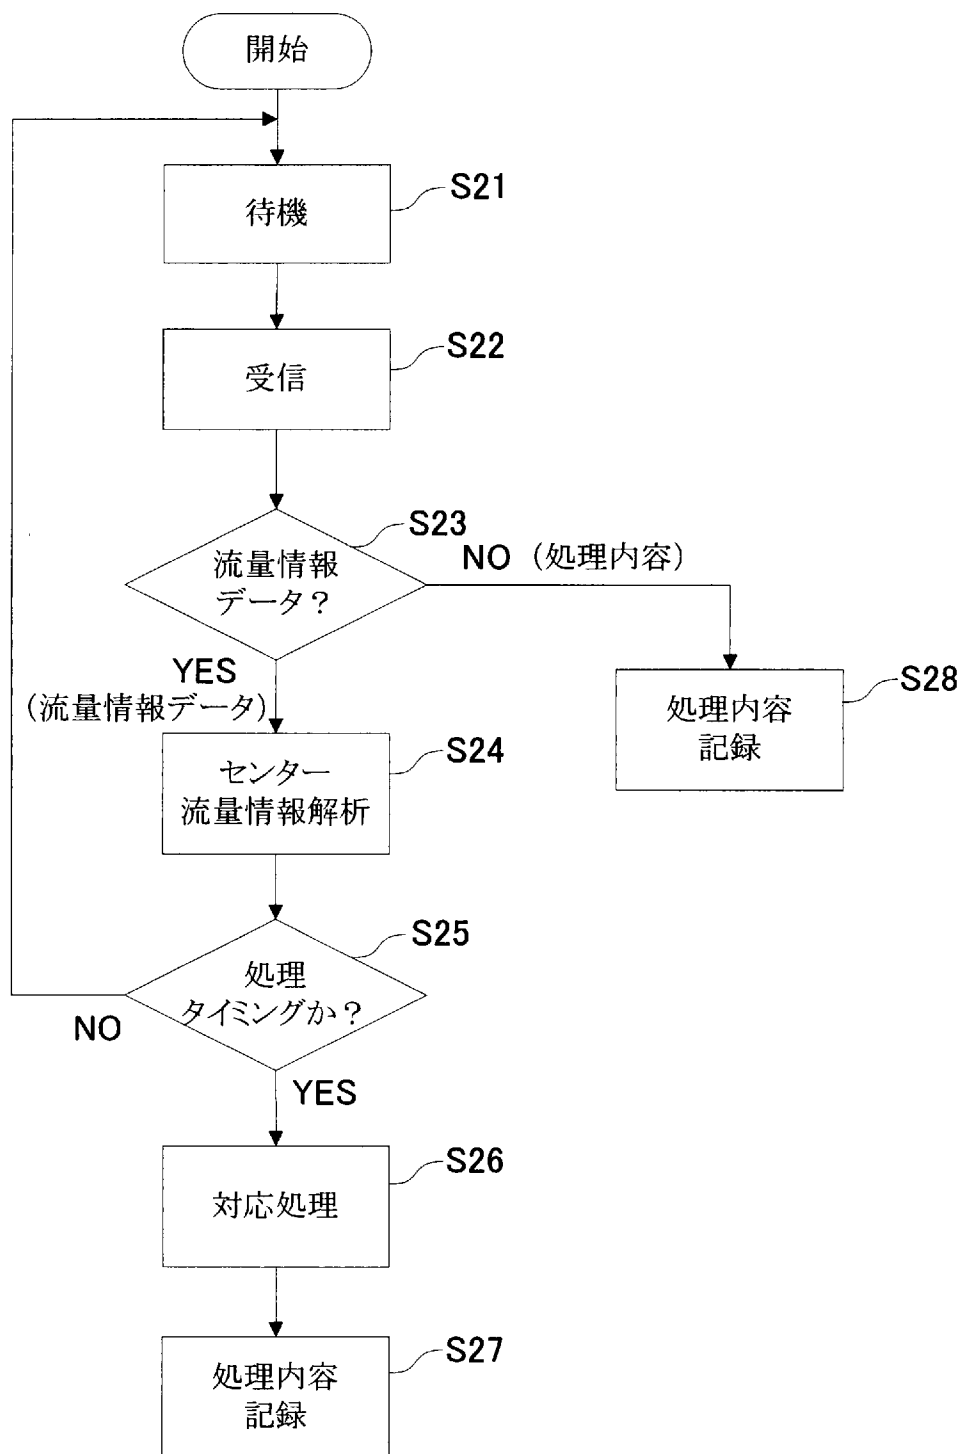 開始
待機
S21
受信
S22
流量情報
データ?
S23
NO(処理内容)
YES
(流量情報データ)
処理内容
記録
S28
センター
流量情報解析
S24
処理
タイミングか?
S25
NO
YES
対応処理
S26
処理内容
記録
S27